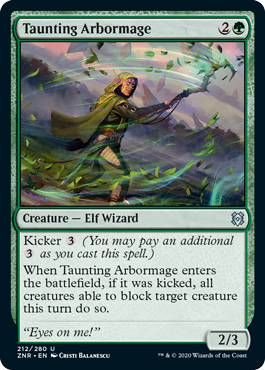 Taunting Arbormage 2
Creature — Elf Wizard
Kicker 3 (You may pay an additional
3 as you cast this spell.)
When Taunting Arbormage enters
the battlefield, if it was kicked, all
creatures able to block target creature
this turn do so.
"Eyes on me!"
2/3
212/280 U
ZNR • EN Cristi Balanescu
™ & © 2020 Wizards of the Coast